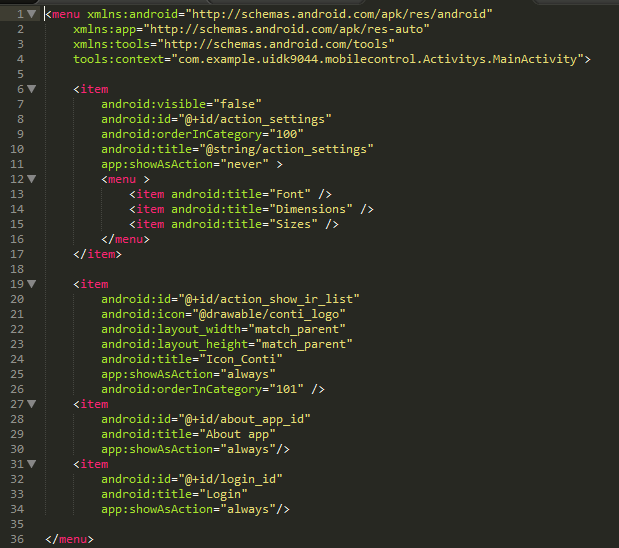 1 <menu xmlns:android="http://schemas.android.com/apk/res/android"
2 xmlns:app="http://schemas.android.com/apk/res-auto"
3 xmlns:tools="http://schemas.android.com/tools"
4 tools:context="com.example.uidk9044.mobilecontrol.Activitys.MainActivity">
5
6 <item
7 android:visible="false"
8 android:id="@+id/action_settings"
9 android:orderInCategory="100"
10 android:title="@string/action_settings"
11 app:showAsAction="never" >
12 <menu >
13 <item android:title="Font" />
14 <item android:title="Dimensions" />
15 <item android:title="Sizes" />
16 </menu>
17 </item>
18
19 <item
20 android:id="@+id/action_show_ir_list"
21 android:icon="@drawable/conti_logo"
22 android:layout_width="match_parent"
23 android:layout_height="match_parent"
24 android:title="Icon_Conti"
25 app:showAsAction="always"
26 android:orderInCategory="101" />
27 <item
28 android:id="@+id/about_app_id"
29 android:title="About app"
30 app:showAsAction="always"/>
31 <item
32 android:id="@+id/login_id"
33 android:title="Login"
34 app:showAsAction="always"/>
35
36 </menu>